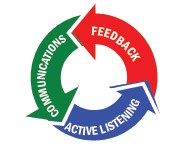 COMMUNICATIONS
FEEDBACK
ACTIVE LISTENING